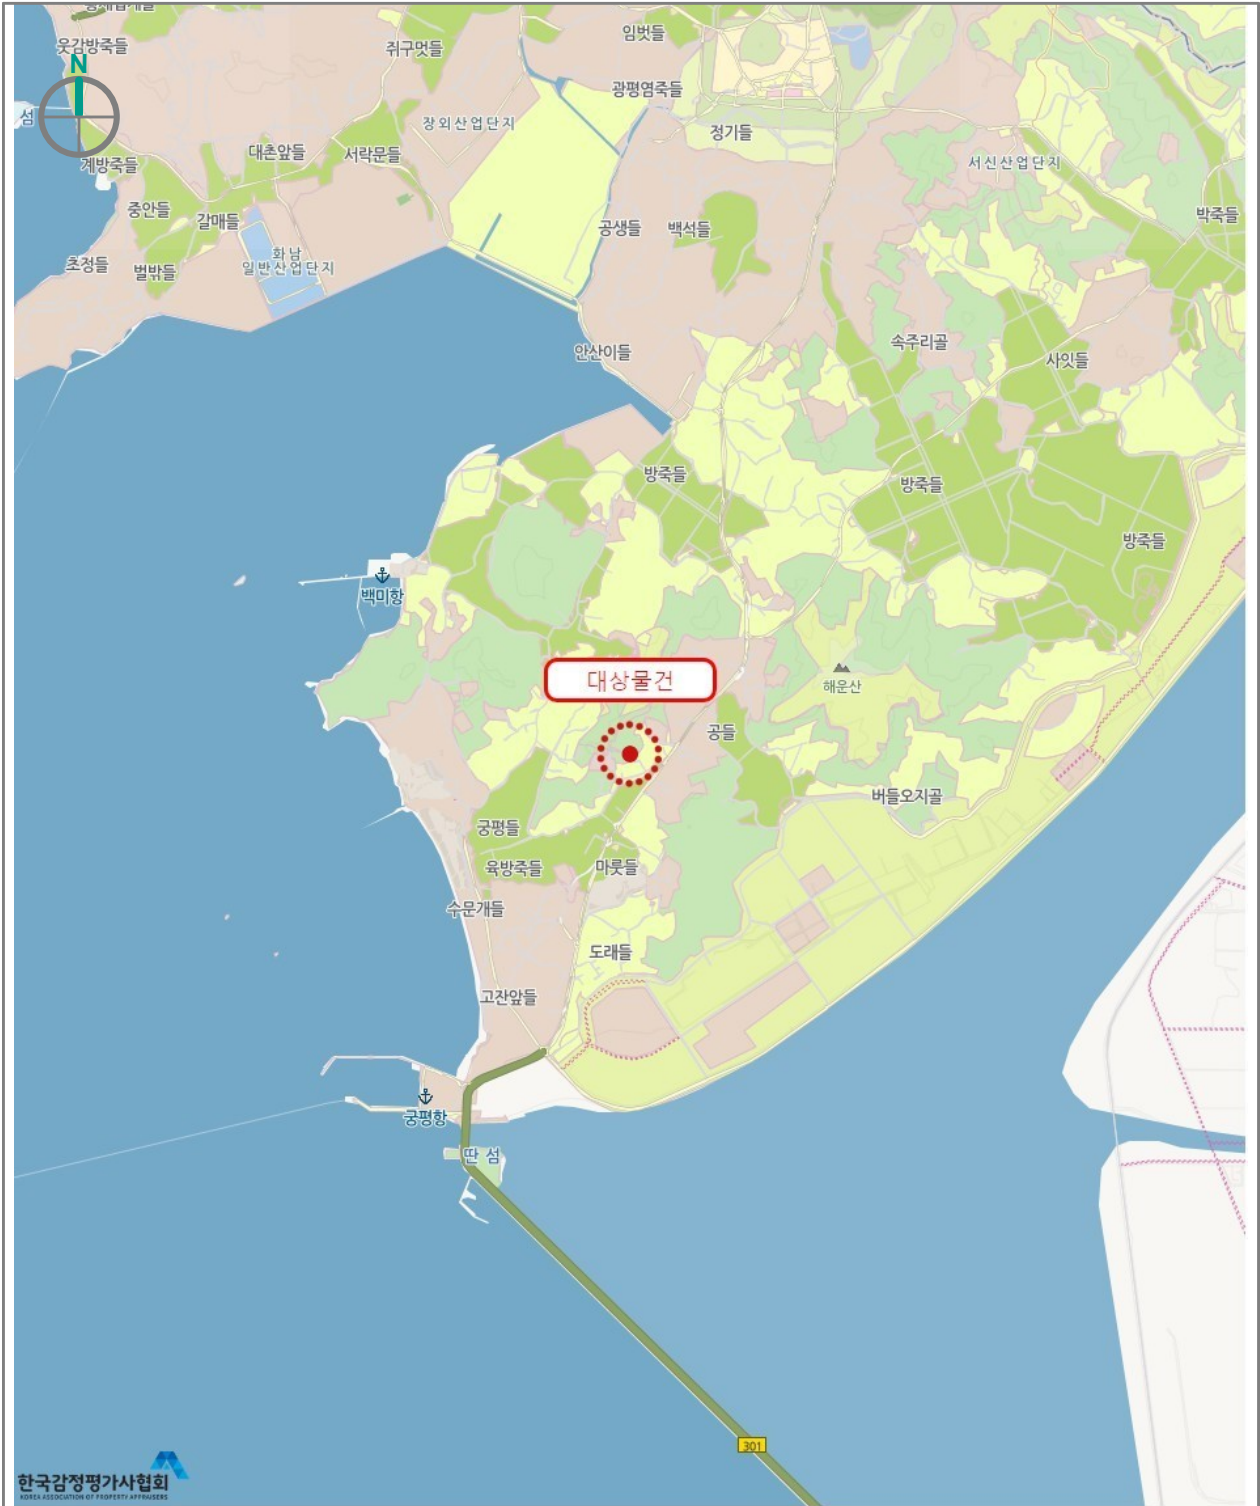 임벗들
웃감방죽들
쥐구멋들
N
광평염죽들
섬
장외산업단지
정기들
대촌앞들
서락문들
서신산업단지
계방죽들
중안들
갈매들
박죽들
공생들
백석들
화남
일반산업단지
초정들
벌밖들
속주리골
안산이들
사잇들
방죽들
방죽들
방죽들
백미항
대상물건
해운산
공들
버들오지골
궁평들
육방죽들
마룻들
수문개들
도래들
고잔앞들
궁평항
딴 섬
301
한국감정평가사협회
KOREA ASSOCIATION OF PROPERTY APPRAISERS